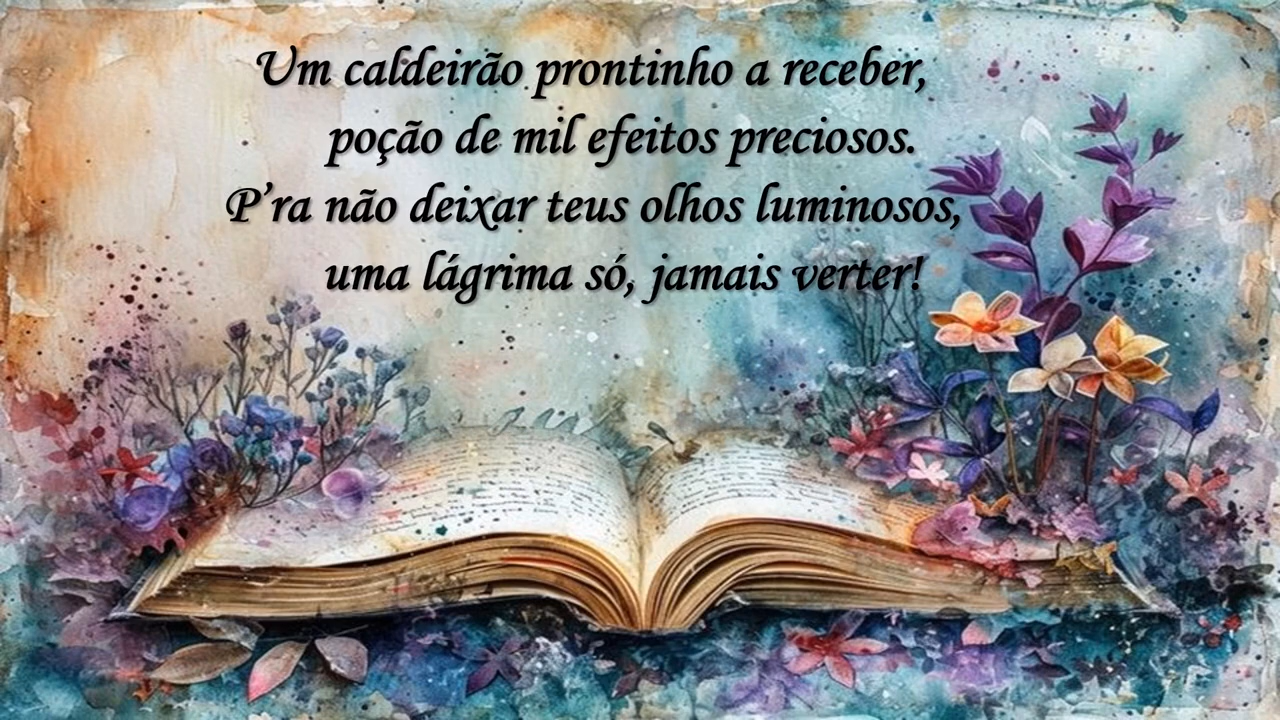 Um caldeirão prontinho a receber,
poção de mil efeitos preciosos.
P’ra não deixar teus olhos luminosos,
uma lágrima só, jamais verter!